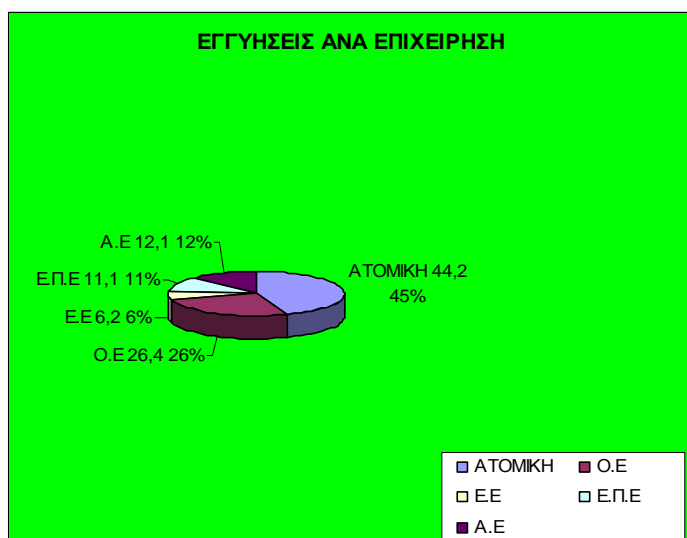 ΕΓΓΥΗΣΕΙΣ ΑΝΑ ΕΠΙΧΕΙΡΗΣΗ
Α.Ε 12,1 12%
ΑΤΟΜΙΚΗ 44,2
45%
Ε.Π.Ε 11,1 11%
Ε.Ε 6,2 6%
Ο.Ε 26,4 26%
ΑΤΟΜΙΚΗ
Ο.Ε
Ε.Ε
Ε.Π.Ε
Α.Ε